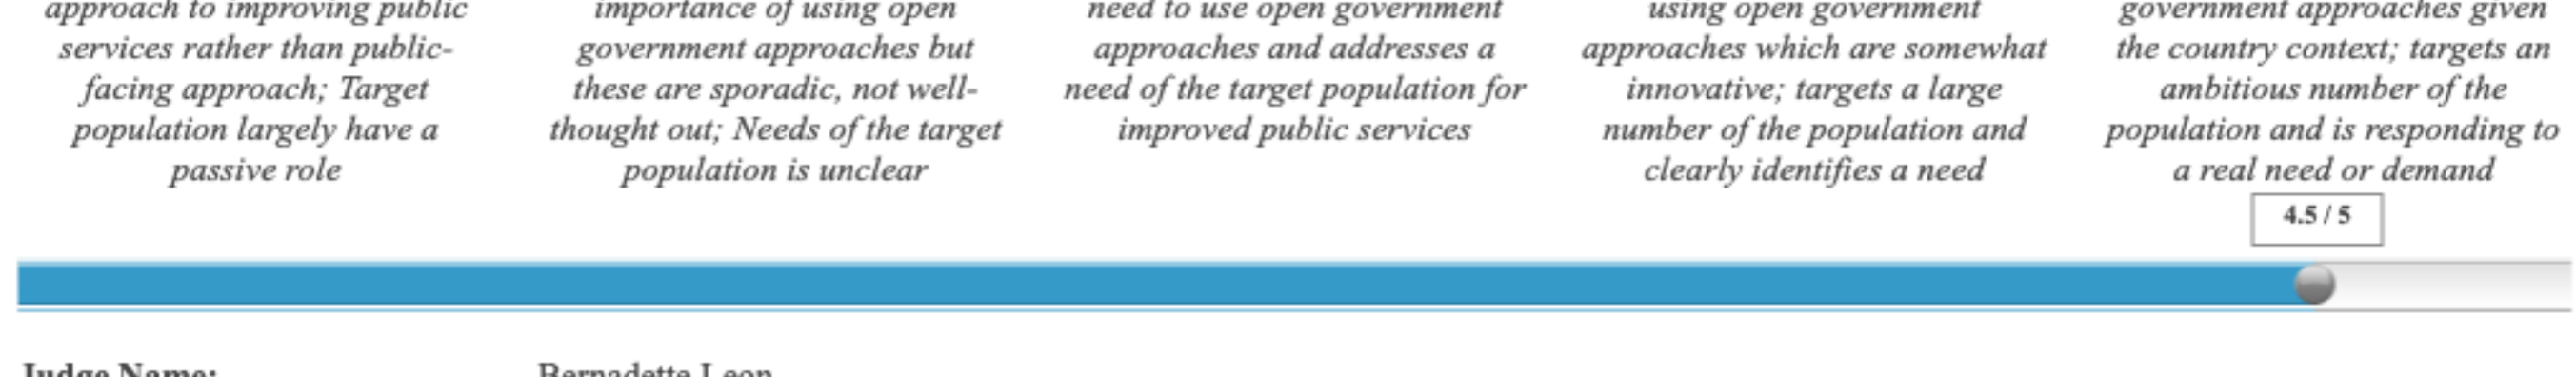 approach to improving public
services rather than public-
facing approach; Target
population largely have a
passive role
importance of using open
government approaches but
these are sporadic, not well-
thought out; Needs of the target
population is unclear
need to use open government
approaches and addresses a
need of the target population for
improved public services
using open government
approaches which are somewhat
innovative; targets a large
number of the population and
clearly identifies a need
government approaches given
the country context; targets an
ambitious number of the
population and is responding to
a real need or demand
4.5 / 5
Judge Name: Bernadette Leon